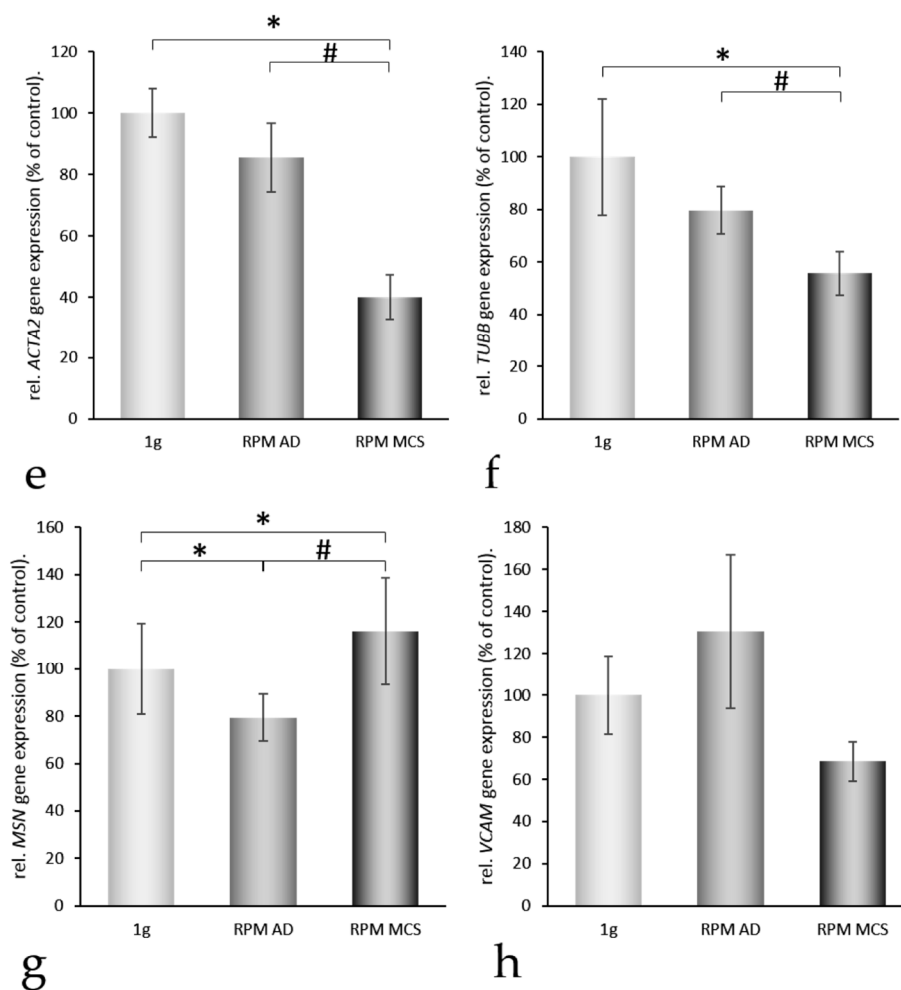 *
#
rel. ACTA2 gene expression (% of control).
120
100
80
60
40
20
0
1g
RPM AD
RPM MCS
e
*
#
rel. TUBB gene expression (% of control).
140
120
100
80
60
40
20
0
1g
RPM AD
RPM MCS
f
*
*
#
rel. MSN gene expression (% of control).
160
140
120
100
80
60
40
20
0
1g
RPM AD
RPM MCS
g
rel. VCAM gene expression (% of control).
180
160
140
120
100
80
60
40
20
0
1g
RPM AD
RPM MCS
h